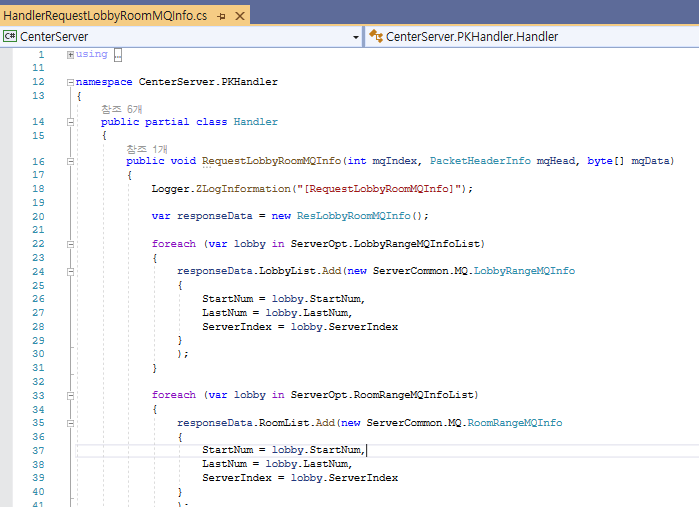 HandlerRequestLobbyRoomMQInfo.cs
C# CenterServer
CenterServer.PKHandler.Handler
1 using ...
11
12 namespace CenterServer.PKHandler
13 {
참조 6개
14 public partial class Handler
15 {
참조 1개
16 public void RequestLobbyRoomMQInfo(int mqIndex, PacketHeaderInfo mqHead, byte[] mqData)
17 {
18 Logger.ZLogInformation("[RequestLobbyRoomMQInfo]");
19
20 var responseData = new ResLobbyRoomMQInfo();
21
22 foreach (var lobby in ServerOpt.LobbyRangeMQInfoList)
23 {
24 responseData.LobbyList.Add(new ServerCommon.MQ.LobbyRangeMQInfo
25 {
26 StartNum = lobby.StartNum,
27 LastNum = lobby.LastNum,
28 ServerIndex = lobby.ServerIndex
29 }
30 );
31 }
32
33 foreach (var lobby in ServerOpt.RoomRangeMQInfoList)
34 {
35 responseData.RoomList.Add(new ServerCommon.MQ.RoomRangeMQInfo
36 {
37 StartNum = lobby.StartNum,
38 LastNum = lobby.LastNum,
39 ServerIndex = lobby.ServerIndex
40 }
41 );